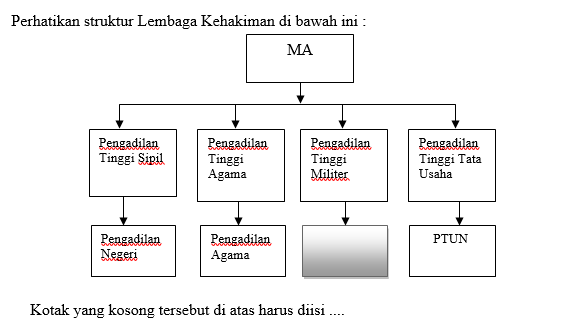 Perhatikan struktur Lembaga Kehakiman di bawah ini :
MA
Pengadilan
Tinggi Sipil
Pengadilan
Tinggi
Agama
Pengadilan
Tinggi
Militer
Pengadilan
Tinggi Tata
Usaha
Pengadilan
Negeri
Pengadilan
Agama
PTUN
Kotak yang kosong tersebut di atas harus diisi ....